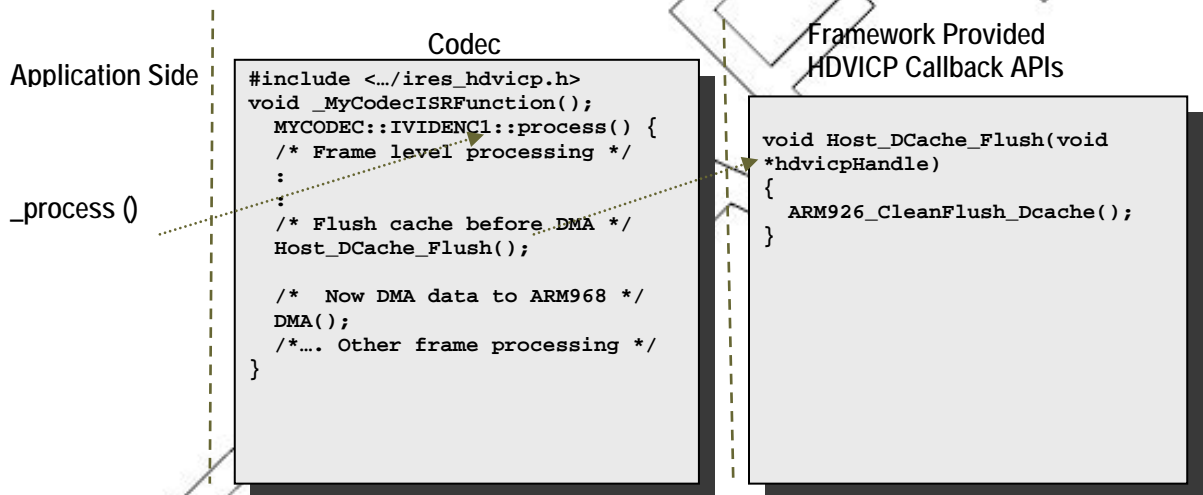 Application Side
_process ()
Codec
#include <…/ires_hdvicp.h>
void _MyCodecISRFunction();
MYCODEC::IVIDENC1::process() {
/* Frame level processing */
:
:
/* Flush cache before DMA */
Host_DCache_Flush();
/* Now DMA data to ARM968 */
DMA();
/*…. Other frame processing */
}
Framework Provided
HDVICP Callback APIs
void Host_DCache_Flush(void
*hdvicpHandle)
{
ARM926_CleanFlush_Dcache();
}